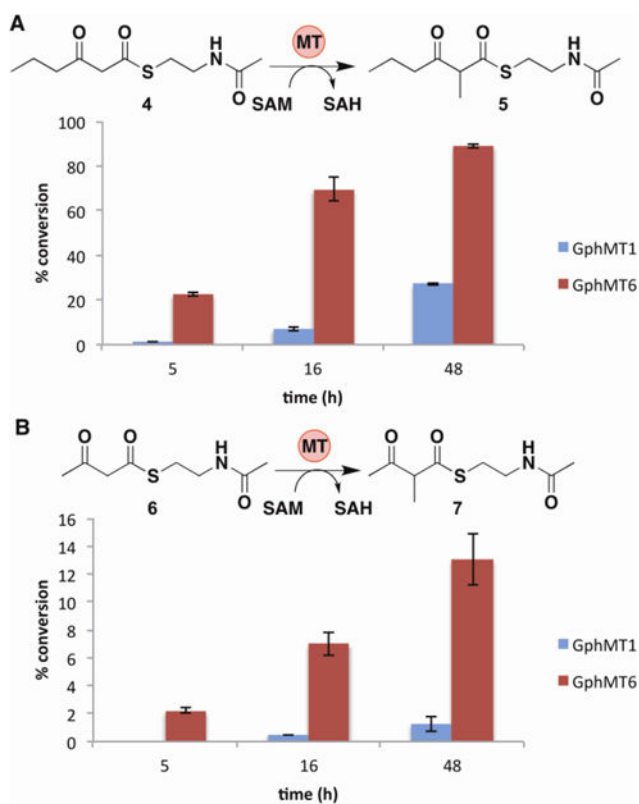 A
O O
MT
H
N
S
O
4
SAM SAH
O O
H
N
S
O
5
100
80
60
40
20
0
% conversion
5 16 48
time (h)
GphMT1
GphMT6
B
O O
MT
H
N
S
O
6
SAM SAH
O O
H
N
S
O
7
16
14
12
10
8
6
4
2
0
% conversion
5 16 48
time (h)
GphMT1
GphMT6